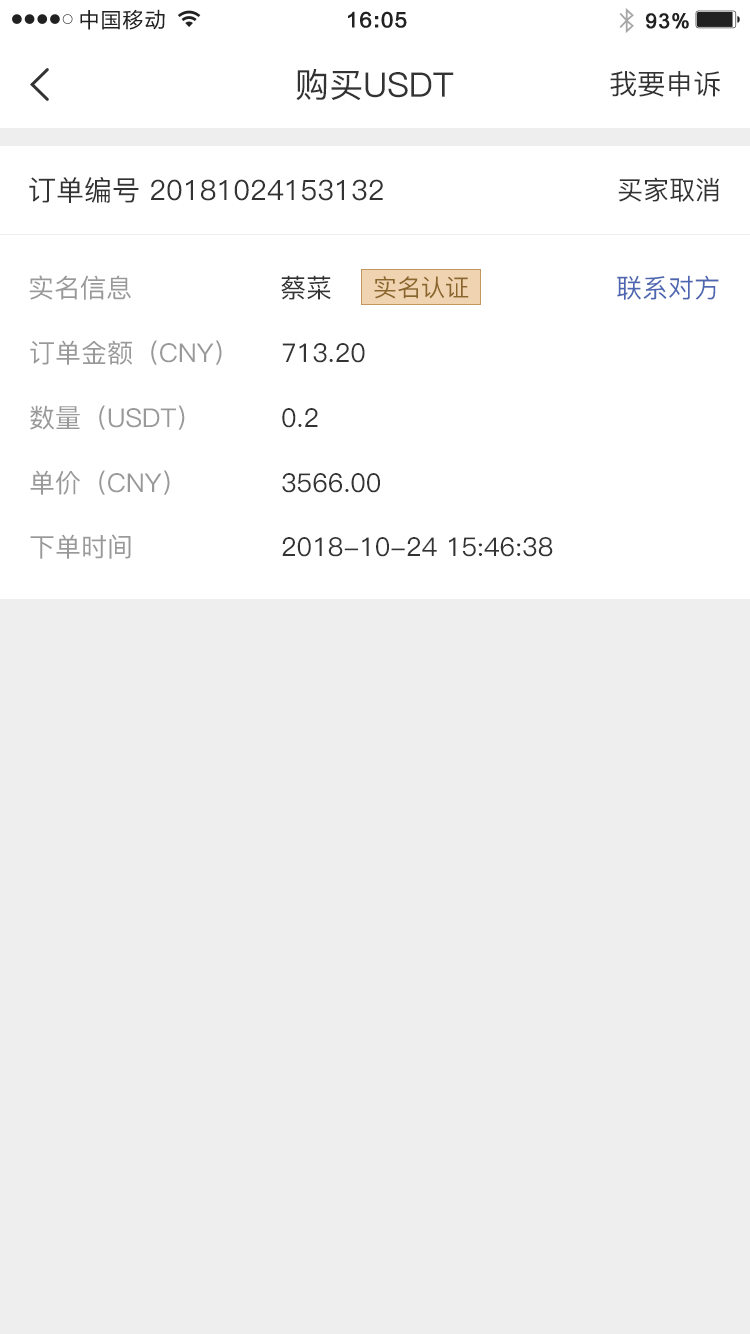 中国移动 16:05 93%
购买USDT 我要申诉
订单编号 20181024153132 买家取消
实名信息 蔡菜 实名认证 联系对方
订单金额（CNY） 713.20
数量（USDT） 0.2
单价（CNY） 3566.00
下单时间 2018-10-24 15:46:38